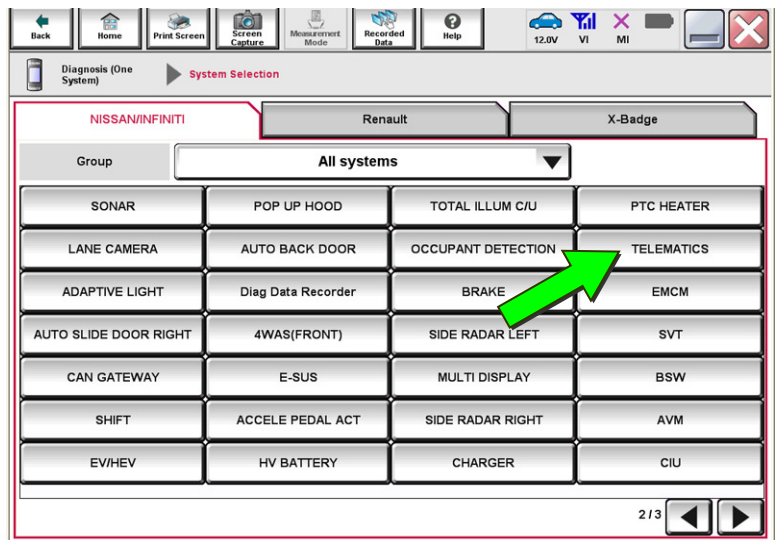 Back
Home
Print Screen
Screen
Capture
Measurement
Mode
Recorded
Data
Help
12.0V
VI
MI
Diagnosis (One
System)
System Selection
NISSAN/INFINITI
Renault
X-Badge
Group
All systems
SONAR
POP UP HOOD
TOTAL ILLUM C/U
PTC HEATER
LANE CAMERA
AUTO BACK DOOR
OCCUPANT DETECTION
TELEMATICS
ADAPTIVE LIGHT
Diag Data Recorder
BRAKE
EMCM
AUTO SLIDE DOOR RIGHT
4WAS(FRONT)
SIDE RADAR LEFT
SVT
CAN GATEWAY
E-SUS
MULTI DISPLAY
BSW
SHIFT
ACCELE PEDAL ACT
SIDE RADAR RIGHT
AVM
EV/HEV
HV BATTERY
CHARGER
CIU
2/3